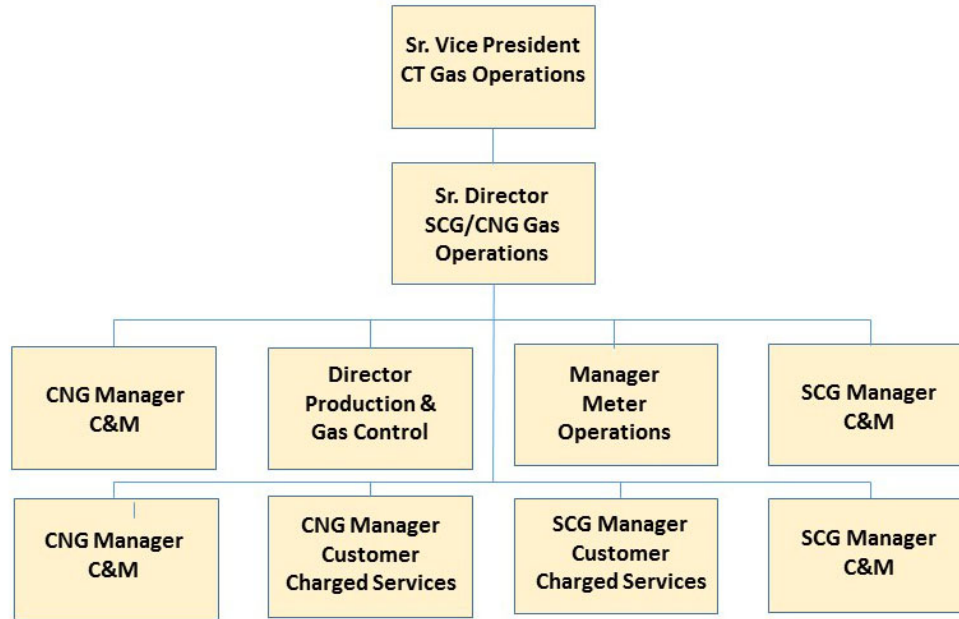 Sr. Vice President
CT Gas Operations
Sr. Director
SCG/CNG Gas
Operations
CNG Manager
C&M
Director
Production &
Gas Control
Manager
Meter
Operations
SCG Manager
C&M
CNG Manager
C&M
CNG Manager
Customer
Charged Services
SCG Manager
Customer
Charged Services
SCG Manager
C&M